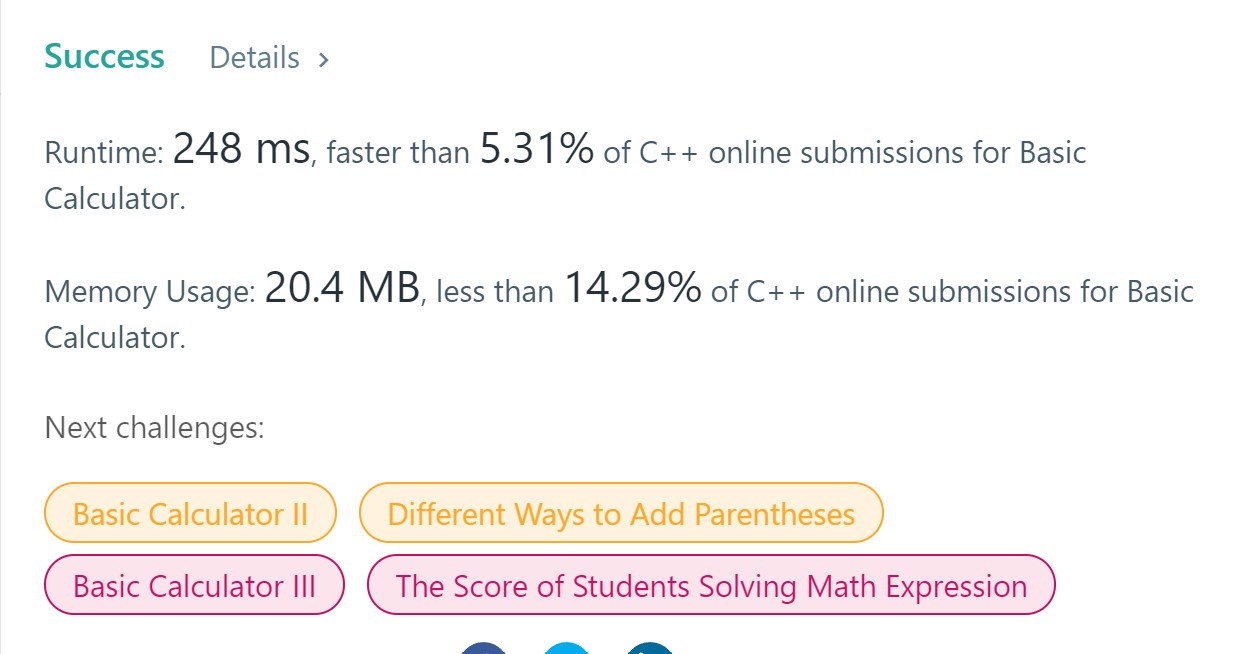 Success Details >
Runtime: 248 ms, faster than 5.31% of C++ online submissions for Basic
Calculator.
Memory Usage: 20.4 MB, less than 14.29% of C++ online submissions for Basic
Calculator.
Next challenges:
Basic Calculator II Different Ways to Add Parentheses
Basic Calculator III The Score of Students Solving Math Expression